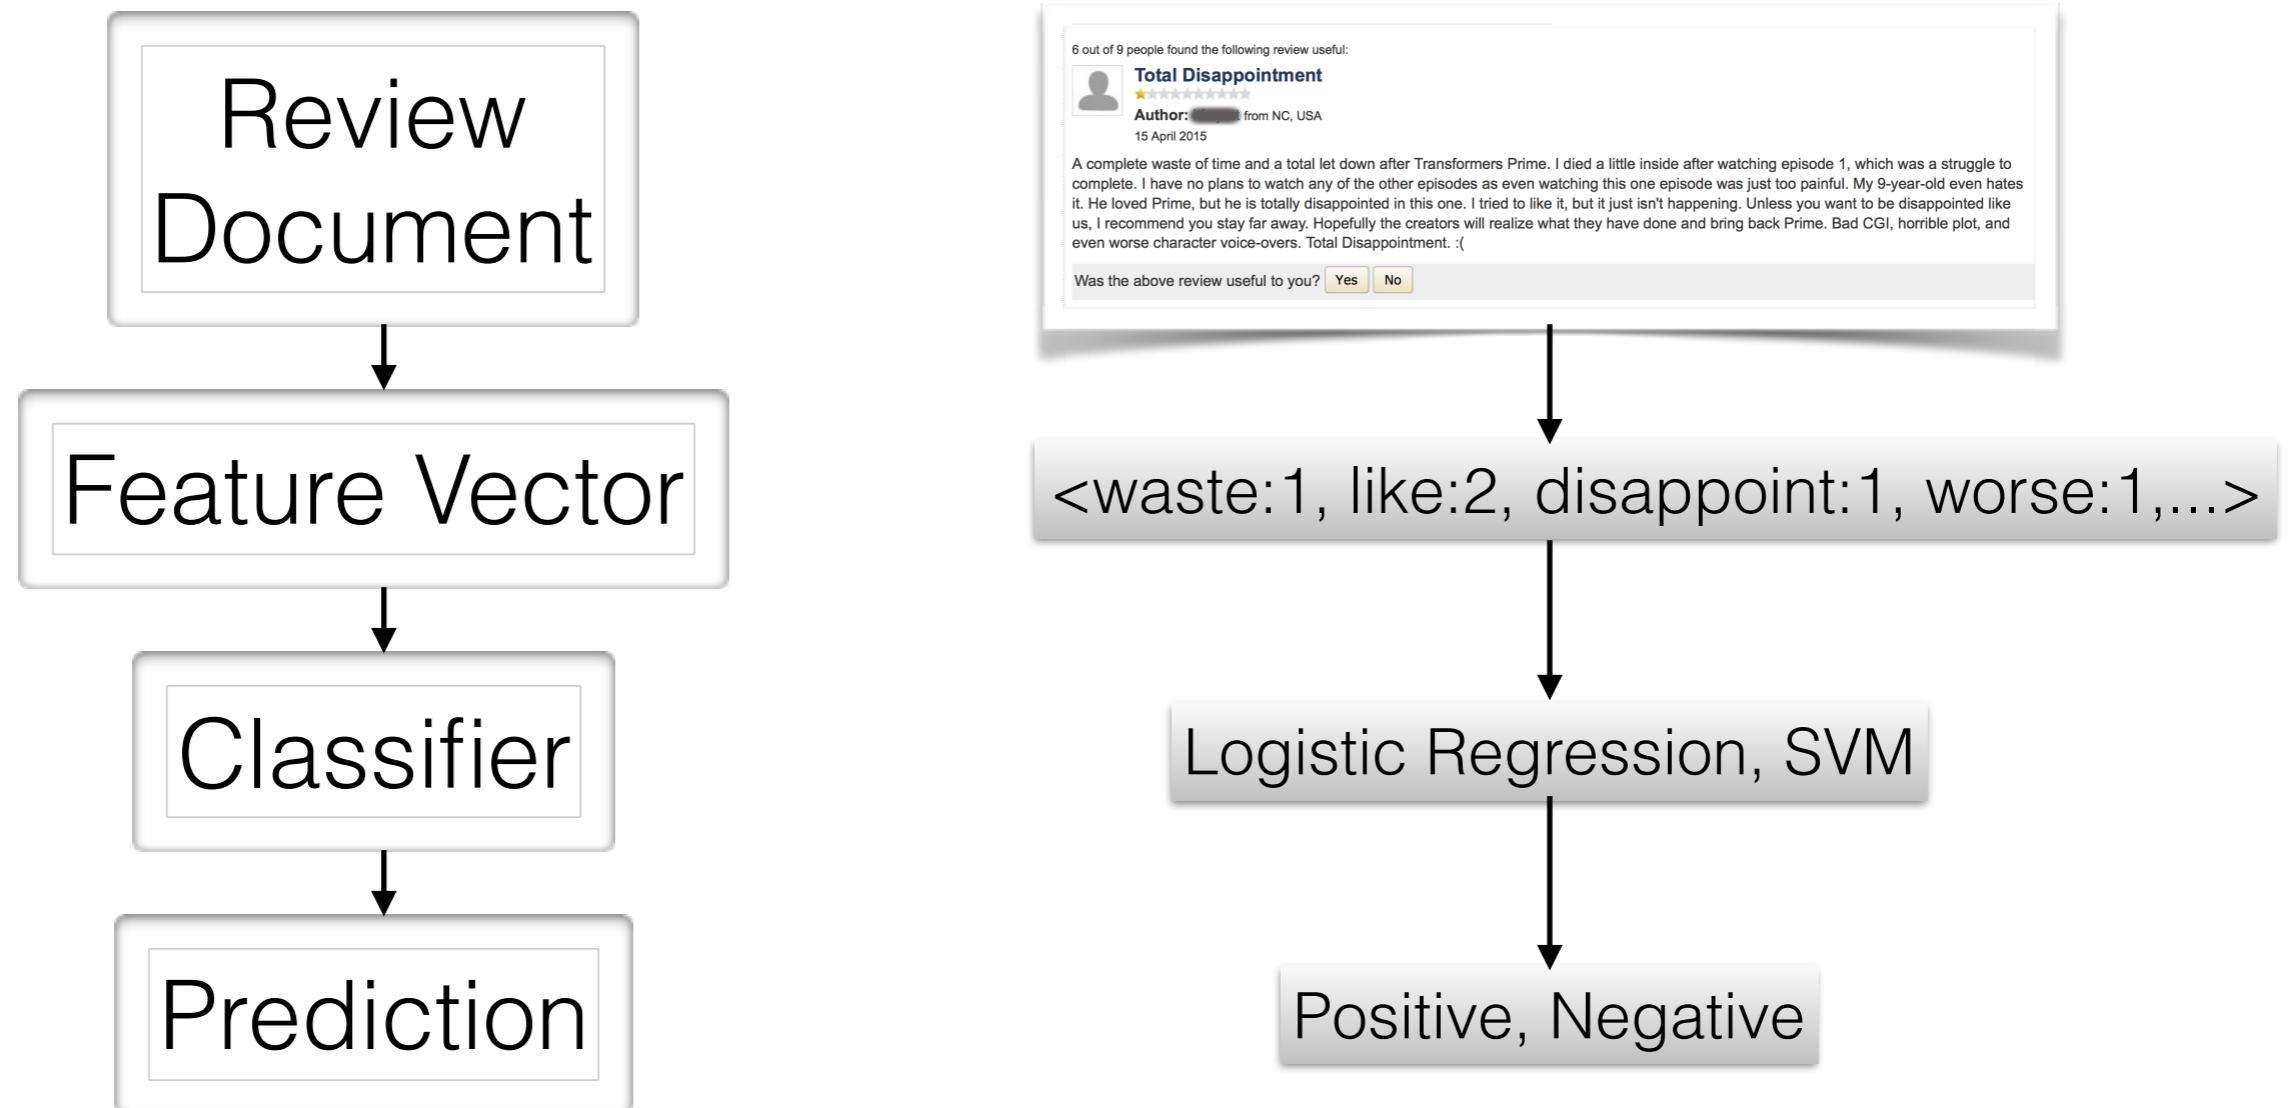 Review
Document
Feature Vector
Classifier
Prediction
6 out of 9 people found the following review useful:
Total Disappointment
Author: from NC, USA
15 April 2015
A complete waste of time and a total let down after Transformers Prime. I died a little inside after watching episode 1, which was a struggle to
complete. I have no plans to watch any of the other episodes as even watching this one episode was just too painful. My 9-year-old even hates
it. He loved Prime, but he is totally disappointed in this one. I tried to like it, but it just isn't happening. Unless you want to be disappointed like
us, I recommend you stay far away. Hopefully the creators will realize what they have done and bring back Prime. Bad CGI, horrible plot, and
even worse character voice-overs. Total Disappointment. :(
Was the above review useful to you? Yes No
<waste:1, like:2, disappoint:1, worse:1,...>
Logistic Regression, SVM
Positive, Negative